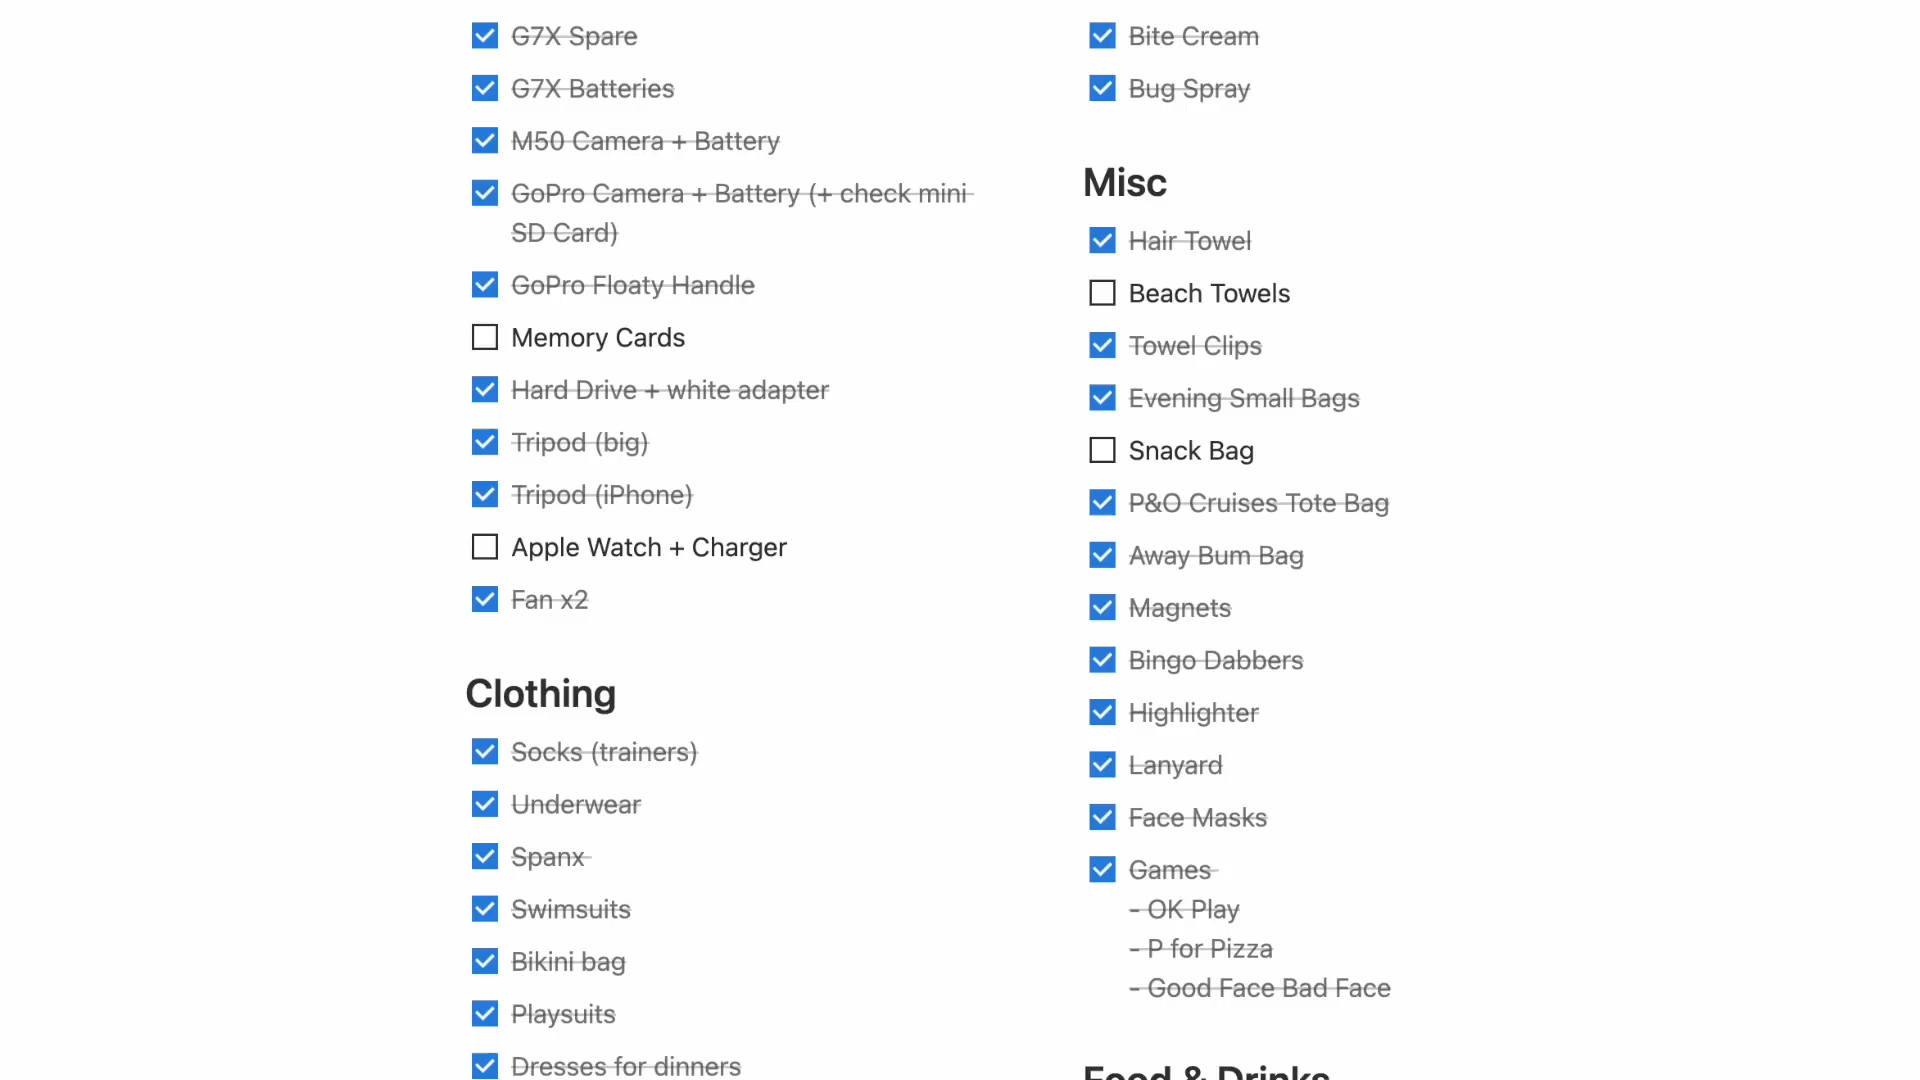 G7X Spare
G7X Batteries
M50 Camera + Battery
GoPro Camera + Battery (+ check mini
SD Card)
GoPro Floaty Handle
Memory Cards
Hard Drive + white adapter
Tripod (big)
Tripod (iPhone)
Apple Watch + Charger
Fan x2
Clothing
Socks (trainers)
Underwear
Spanx
Swimsuits
Bikini bag
Playsuits
Dresses for dinners
Bite Cream
Bug Spray
Misc
Hair Towel
Beach Towels
Towel Clips
Evening Small Bags
Snack Bag
P&O Cruises Tote Bag
Away Bum Bag
Magnets
Bingo Dabbers
Highlighter
Lanyard
Face Masks
Games
- OK Play
- P for Pizza
- Good Face Bad Face
Food & Drinks